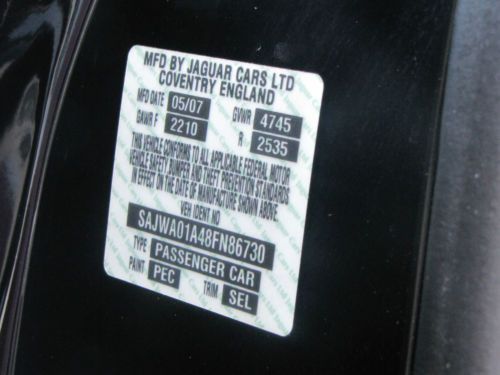 MFD BY JAGUAR CARS LTD
COVENTRY ENGLAND
MFD DATE 05/07 GVWR 4745
GAWR F 2210 R 2535
THIS VEHICLE CONFORMS TO ALL APPLICABLE FEDERAL MOTOR
VEHICLE SAFETY BUMPER AND THEFT PREVENTION STANDARDS
IN EFFECT ON THE DATE OF MANUFACTURE SHOWN ABOVE.
VEH IDENT NO
SAJWA01A48FN86730
TYPE PASSENGER CAR
PAINT PEC TRIM SEL